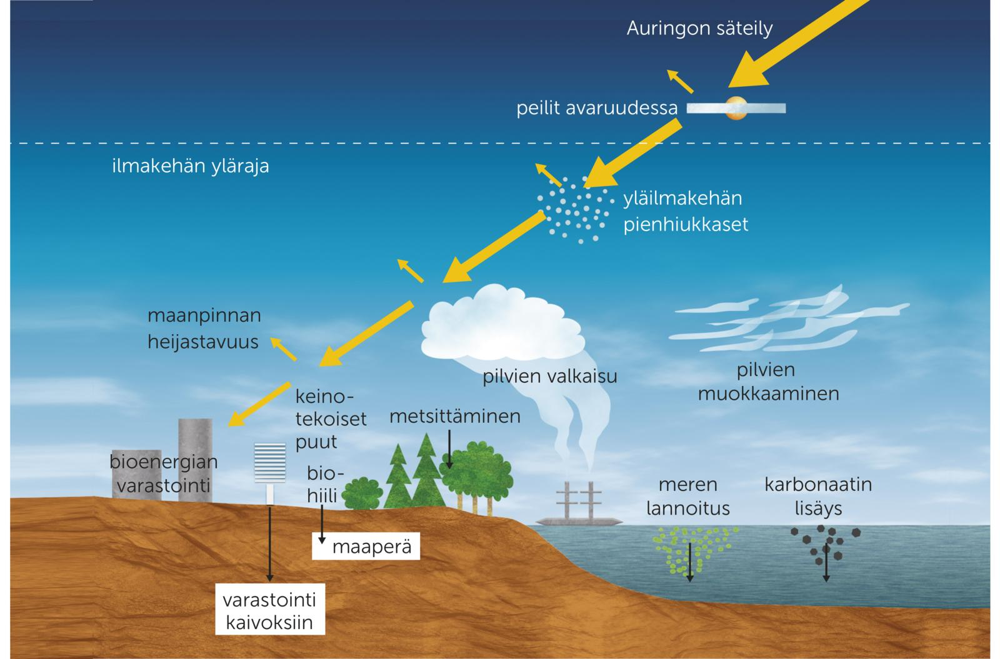 Auringon säteily
peilit avaruudessa
ilmakehän yläraja
yläilmakehän
pienhiukkaset
maanpinnan
heijastavuus
pilvien valkaisu
pilvien
muokkaaminen
keino-
tekoiset
puut
metsittäminen
bioenergian
varastointi
bio-
hiili
meren
lannoitus
karbonaatin
lisäys
maaperä
varastointi
kaivoksiin